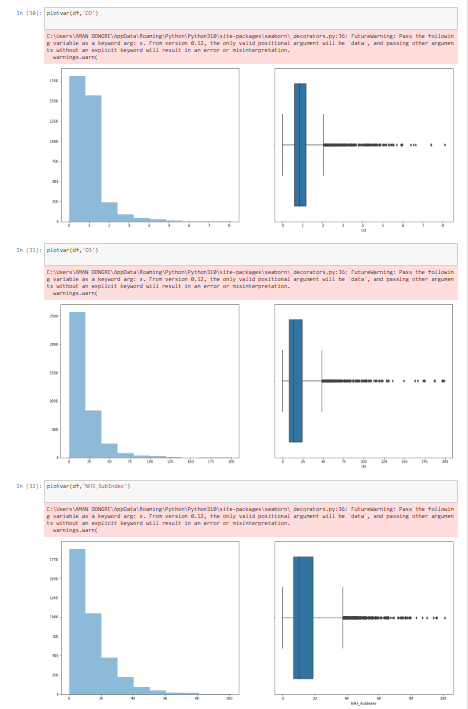 In [30]: plotvar(df,'CO')
C:\Users\AMAN DONGRE\AppData\Roaming\Python\Python310\site-packages\seaborn\_decorators.py:36: FutureWarning: Pass the followin
g variable as a keyword arg: x. From version 0.12, the only valid positional argument will be `data`, and passing other argumen
ts without an explicit keyword will result in an error or misinterpretation.
warnings.warn(
1750
1500
1250
1000
750
500
250
0
0 1 2 3 4 5 6 7 8
0 1 2 3 4 5 6 7 8
CO
In [31]: plotvar(df,'O3')
C:\Users\AMAN DONGRE\AppData\Roaming\Python\Python310\site-packages\seaborn\_decorators.py:36: FutureWarning: Pass the followin
g variable as a keyword arg: x. From version 0.12, the only valid positional argument will be `data`, and passing other argumen
ts without an explicit keyword will result in an error or misinterpretation.
warnings.warn(
2500
2000
1500
1000
500
0
0 25 50 75 100 125 150 175 200
0 25 50 75 100 125 150 175 200
O3
In [32]: plotvar(df,'NH3_SubIndex')
C:\Users\AMAN DONGRE\AppData\Roaming\Python\Python310\site-packages\seaborn\_decorators.py:36: FutureWarning: Pass the followin
g variable as a keyword arg: x. From version 0.12, the only valid positional argument will be `data`, and passing other argumen
ts without an explicit keyword will result in an error or misinterpretation.
warnings.warn(
1750
1500
1250
1000
750
500
250
0
0 20 40 60 80 100
0 20 40 60 80 100
NH3_SubIndex